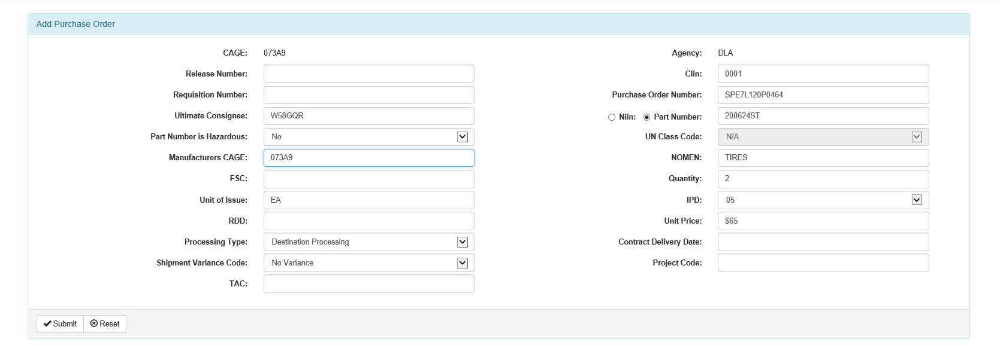 Add Purchase Order
CAGE: 073A9 Agency: DLA
Release Number: Clin: 0001
Requisition Number: Purchase Order Number: SPE7L120P0464
Ultimate Consignee: W58GQR Niin: Part Number: 200624ST
Part Number is Hazardous: No UN Class Code: N/A
Manufacturers CAGE: 073A9 NOMEN: TIRES
FSC: Quantity: 2
Unit of Issue: EA IPD: 05
RDD: Unit Price: $65
Processing Type: Destination Processing Contract Delivery Date:
Shipment Variance Code: No Variance Project Code:
TAC:
Submit Reset